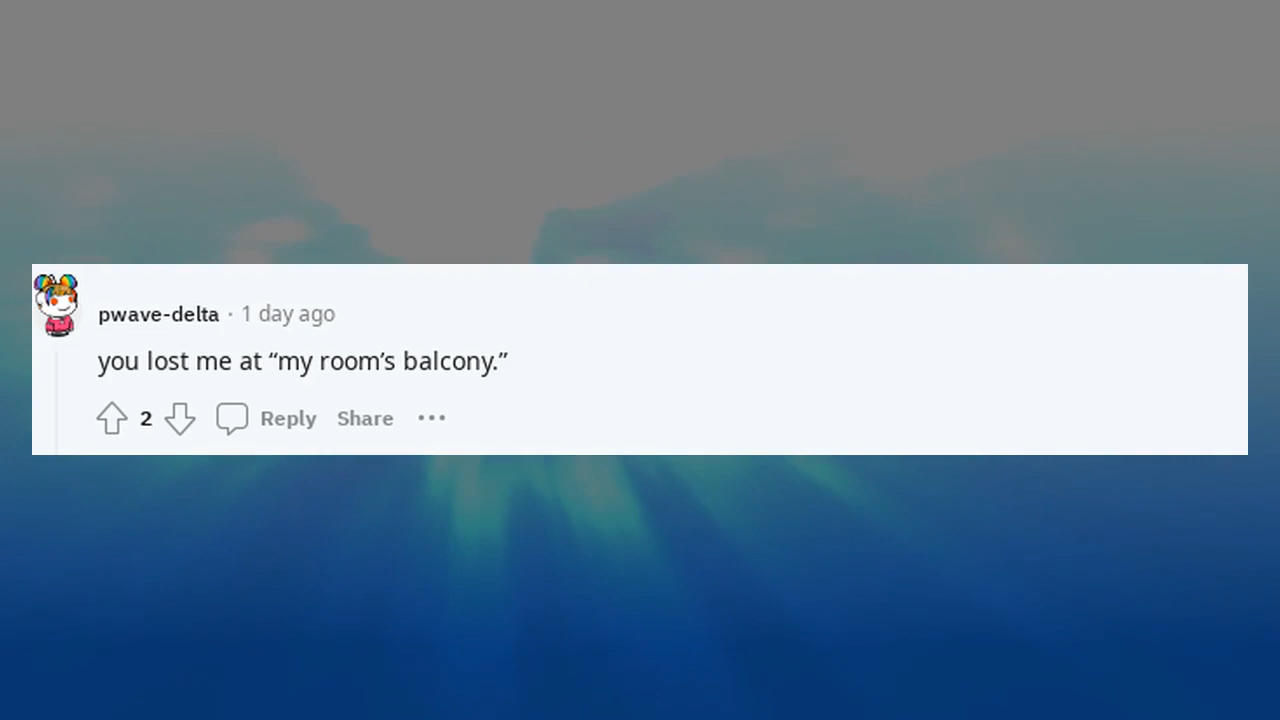 pwave-delta · 1 day ago
you lost me at “my room’s balcony.”
2 Reply Share •••